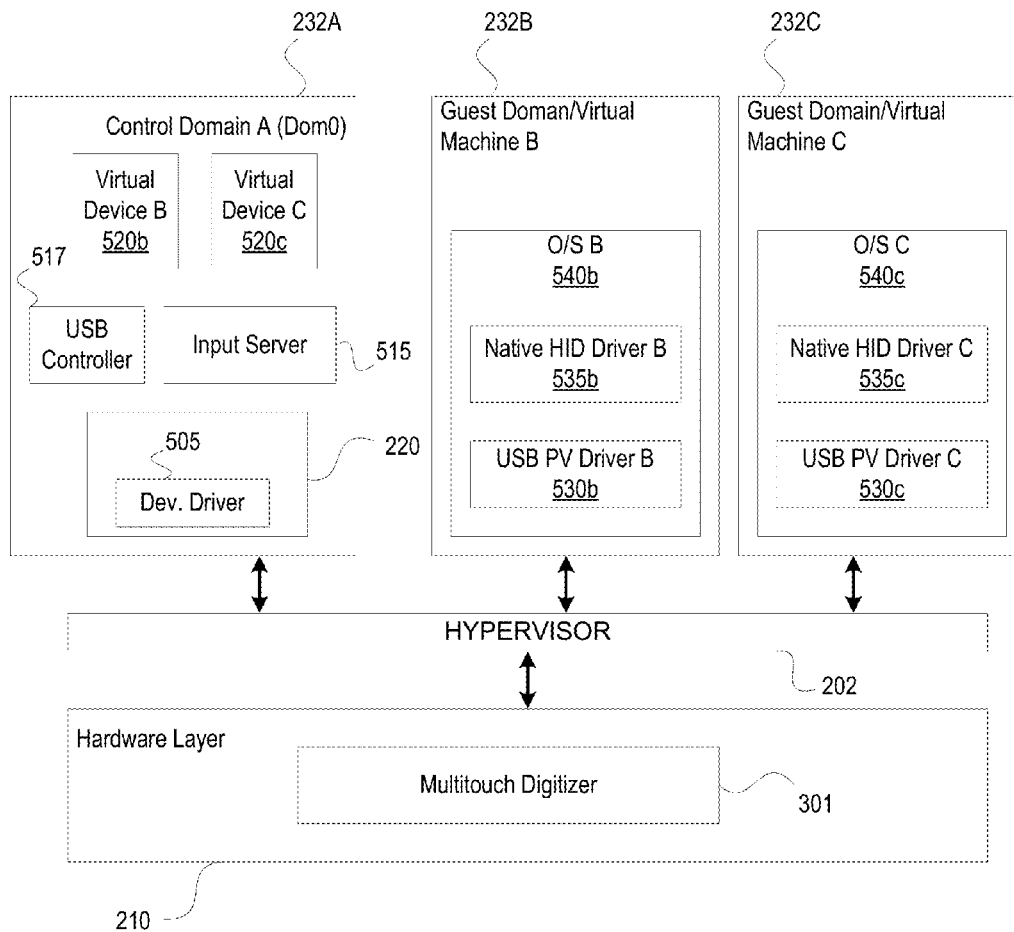 232A
232B
232C
Control Domain A (Dom0)
Virtual
Device B
520b
Virtual
Device C
520c
517
USB
Controller
Input Server
515
505
220
Dev. Driver
Guest Doman/Virtual
Machine B
O/S B
540b
Native HID Driver B
535b
USB PV Driver B
530b
Guest Domain/Virtual
Machine C
O/S C
540c
Native HID Driver C
535c
USB PV Driver C
530c
HYPERVISOR
202
Hardware Layer
Multitouch Digitizer
301
210